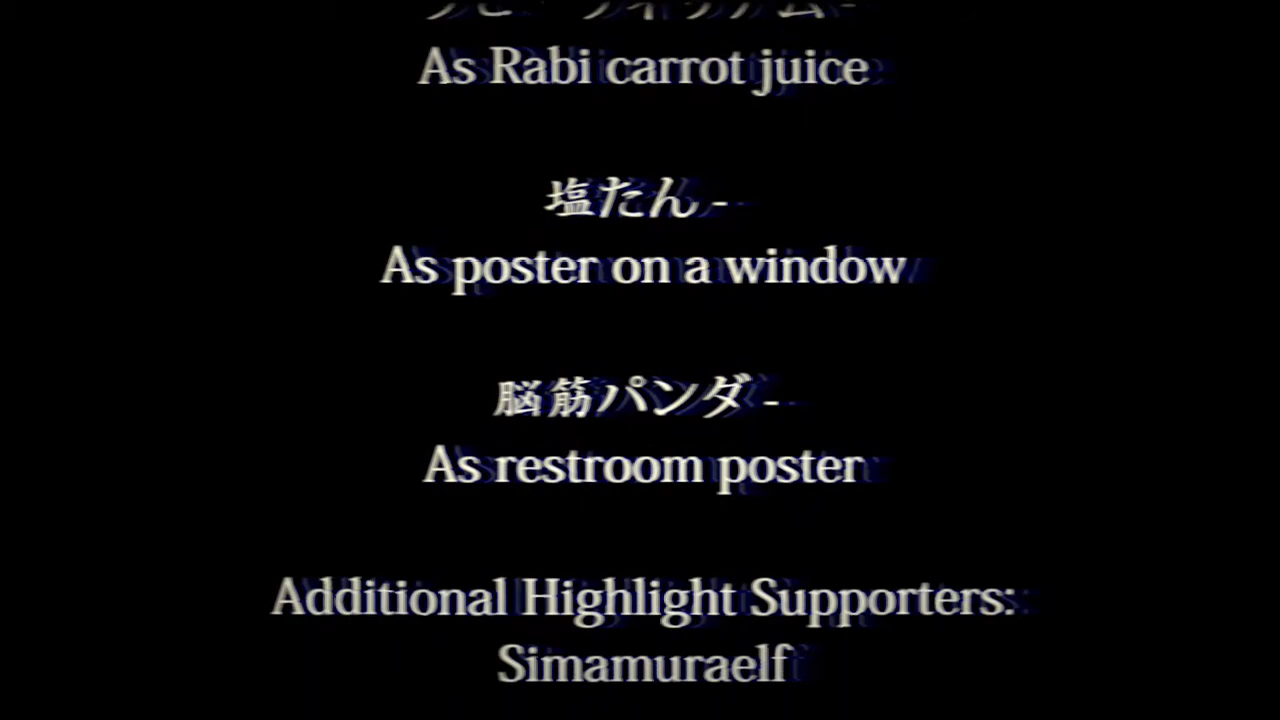 As Rabi carrot juice
塩たん -
As poster on a window
脳筋パンダ -
As restroom poster
Additional Highlight Supporters:
Simamuraelf